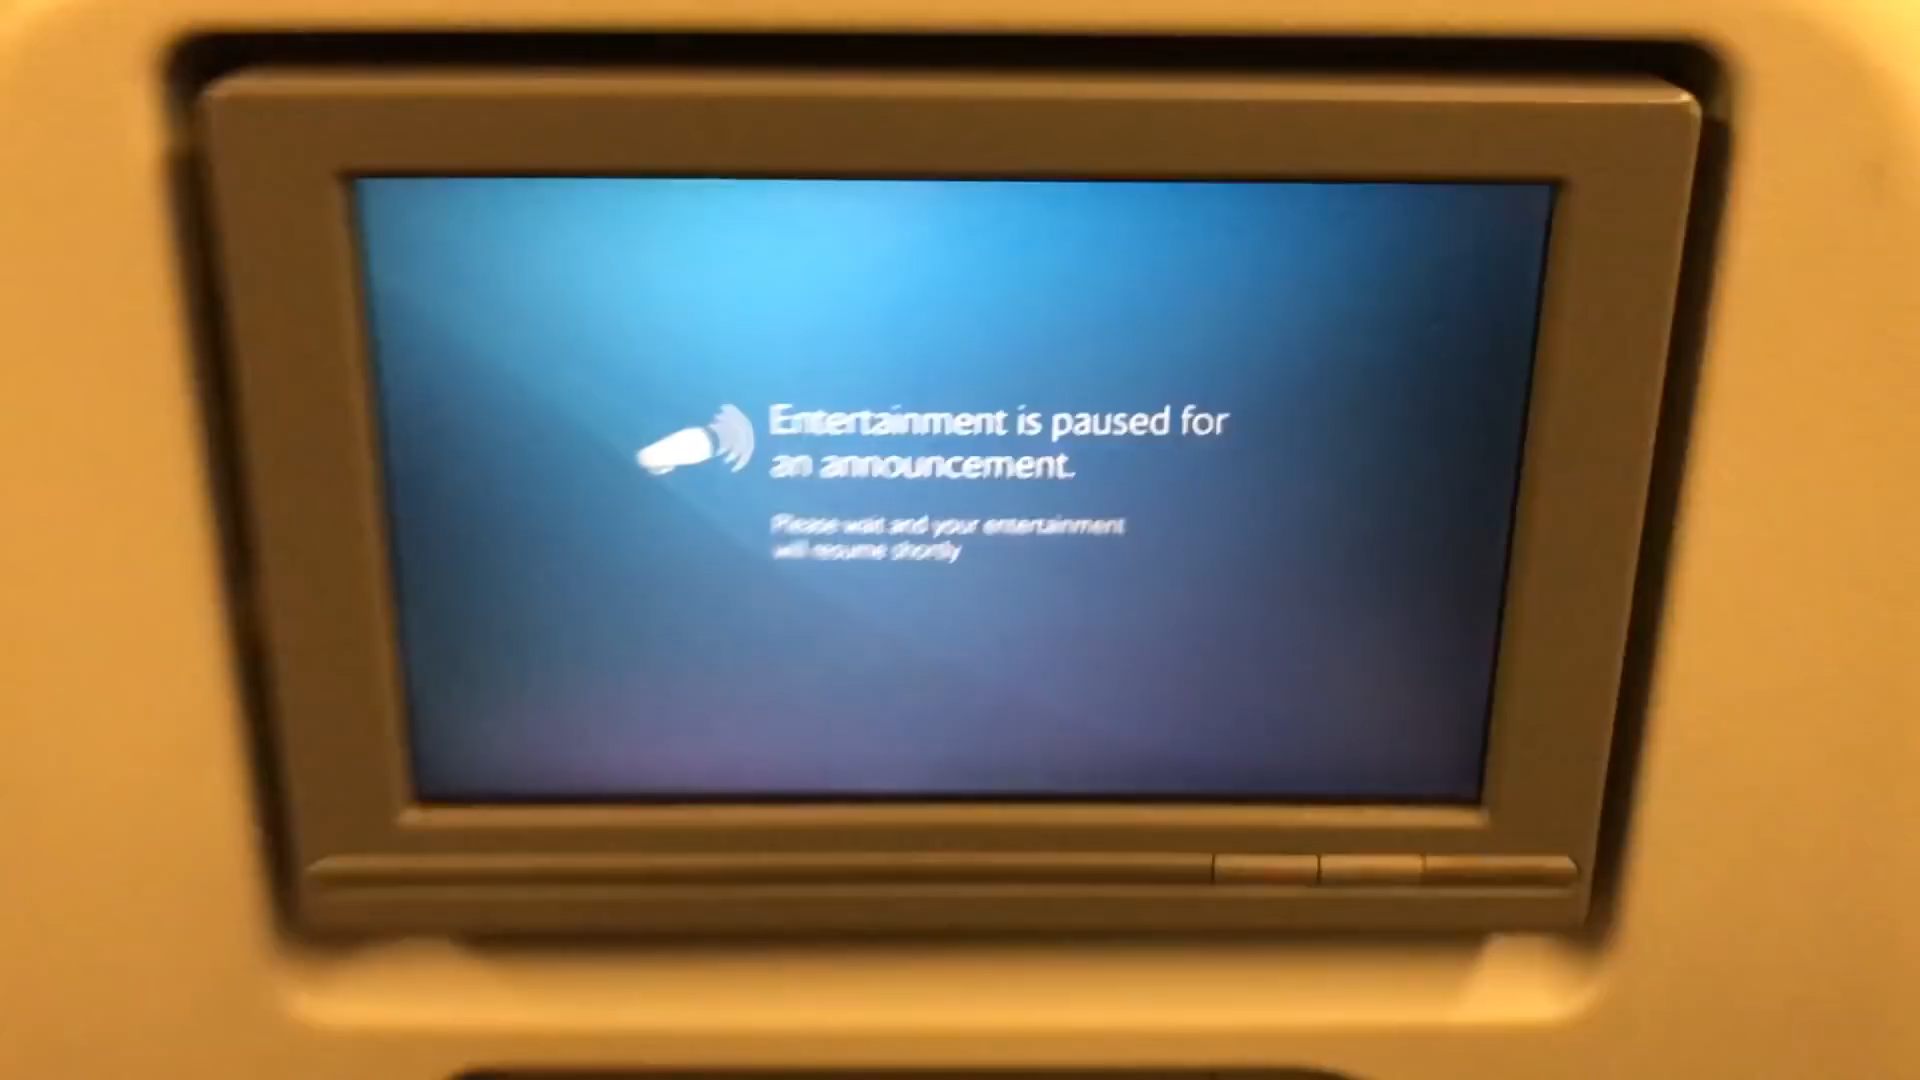 Entertainment is paused for
an announcement.
Please wait and your entertainment
will resume shortly